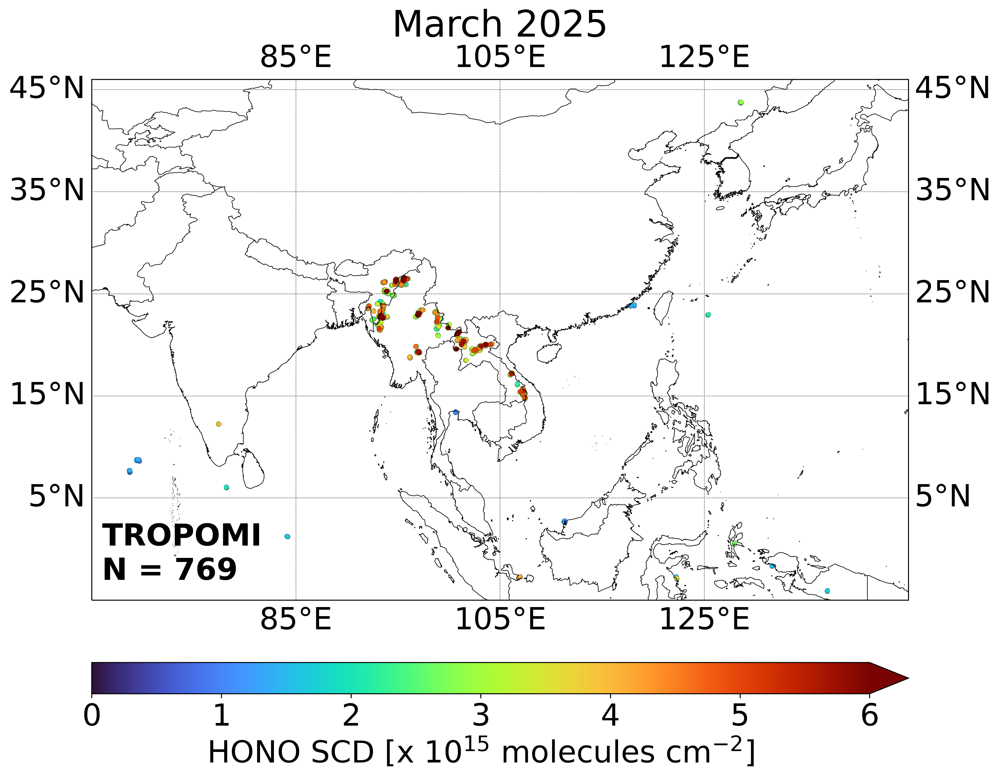 March 2025
85°E 105°E 125°E
45°N 45°N
35°N 35°N
25°N 25°N
15°N 15°N
5°N 5°N
TROPOMI
N = 769
85°E 105°E 125°E
0 1 2 3 4 5 6
HONO SCD [x 10¹⁵ molecules cm⁻²]